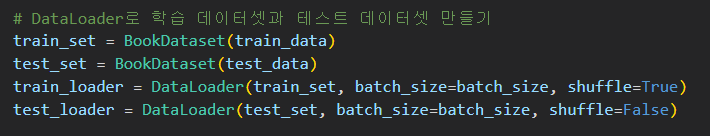 # DataLoader로 학습 데이터셋과 테스트 데이터셋 만들기
train_set = BookDataset(train_data)
test_set = BookDataset(test_data)
train_loader = DataLoader(train_set, batch_size=batch_size, shuffle=True)
test_loader = DataLoader(test_set, batch_size=batch_size, shuffle=False)